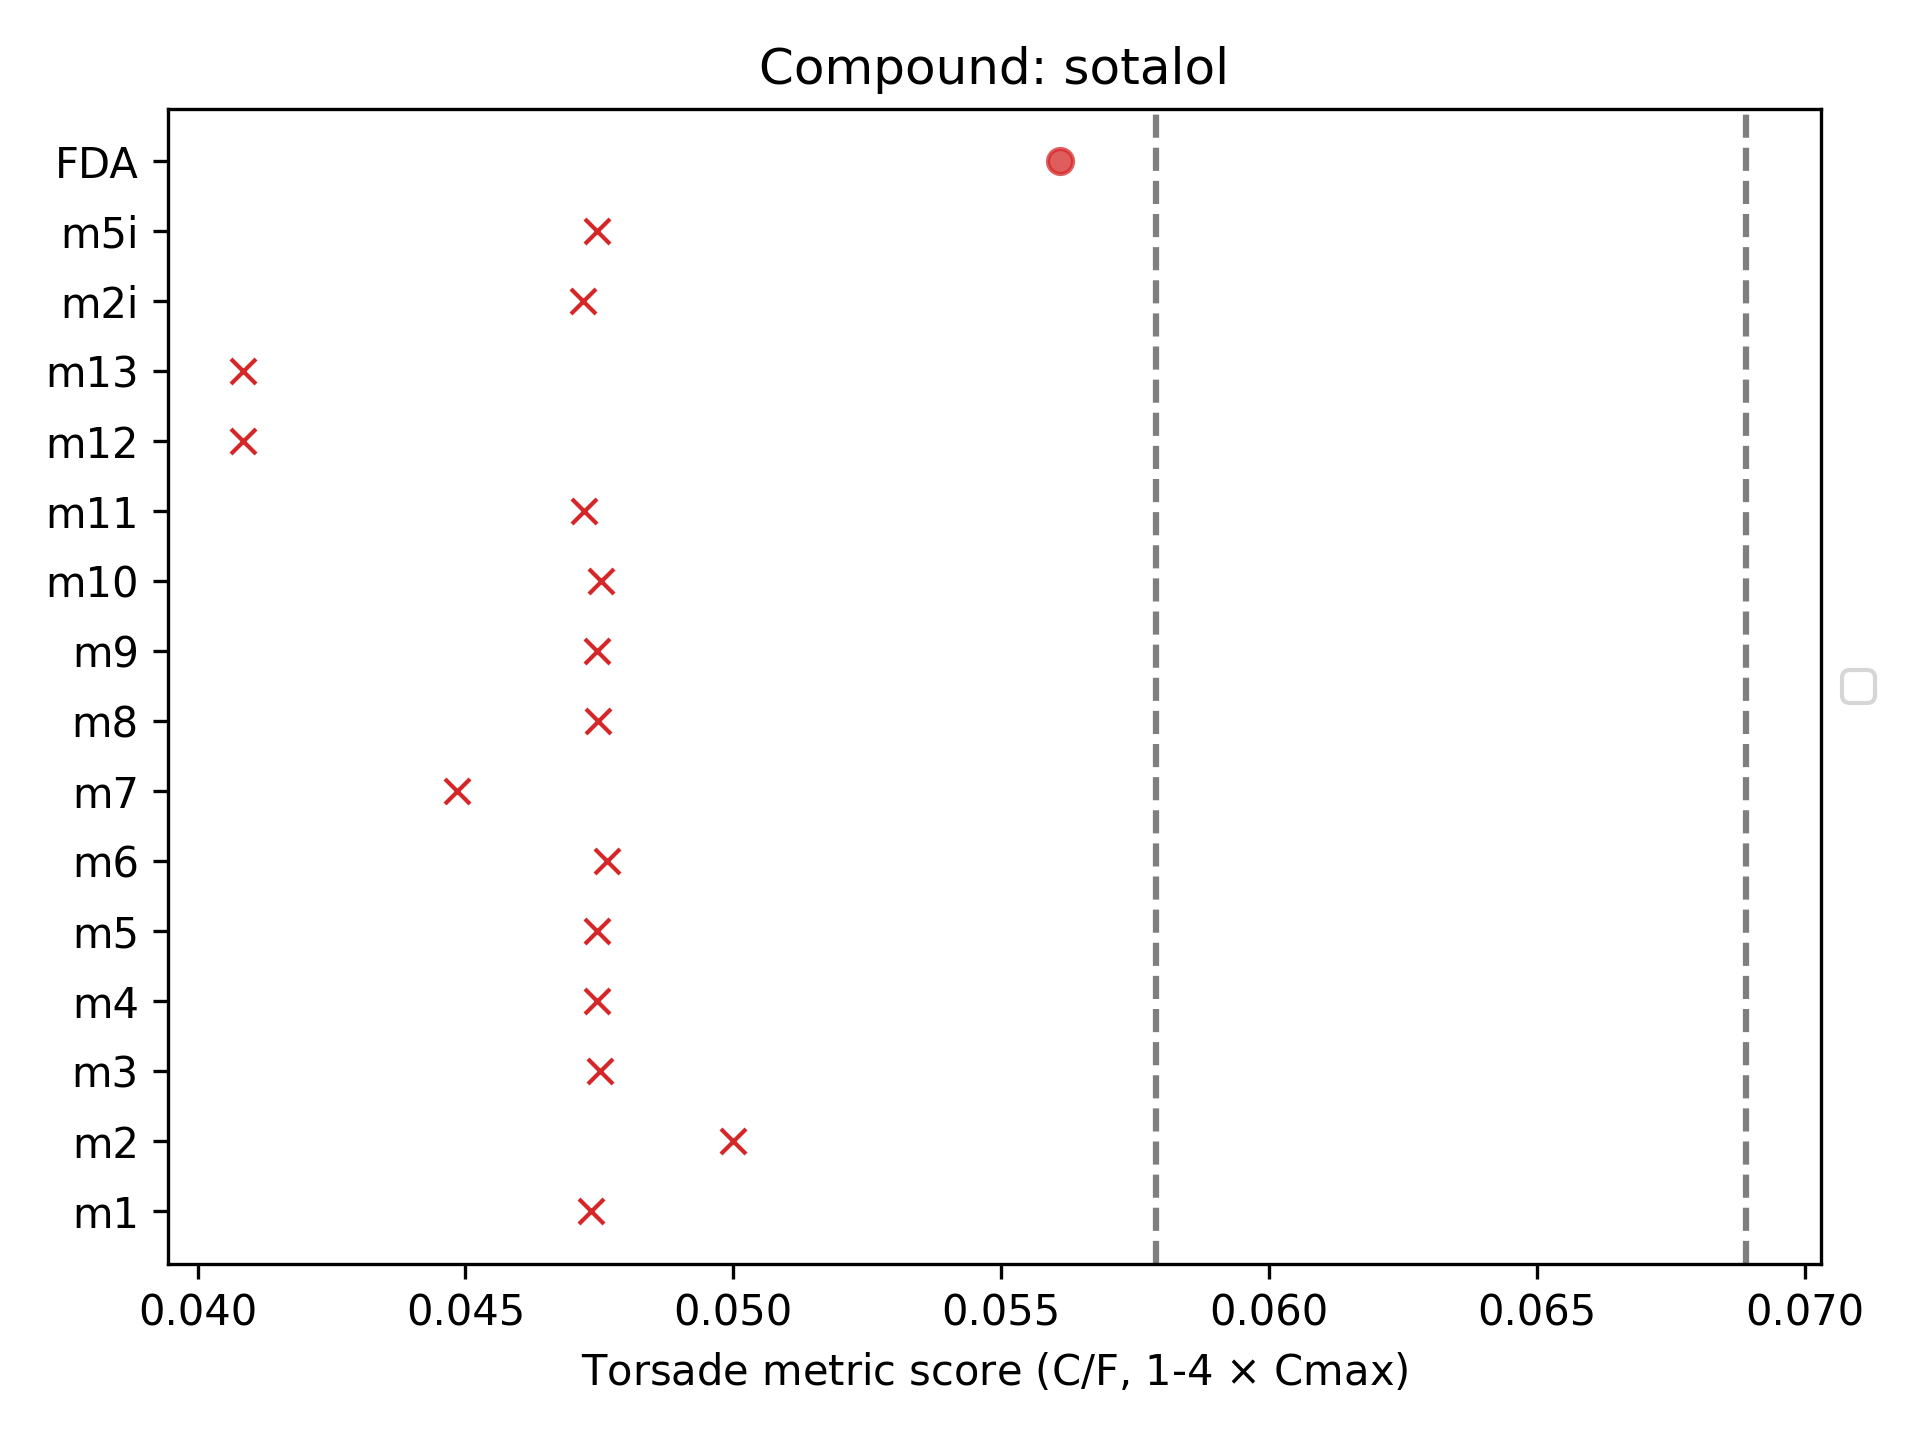 Compound: sotalol
FDA
m5i
m2i
m13
m12
m11
m10
m9
m8
m7
m6
m5
m4
m3
m2
m1
0.040 0.045 0.050 0.055 0.060 0.065 0.070
Torsade metric score (C/F, 1-4 × Cmax)